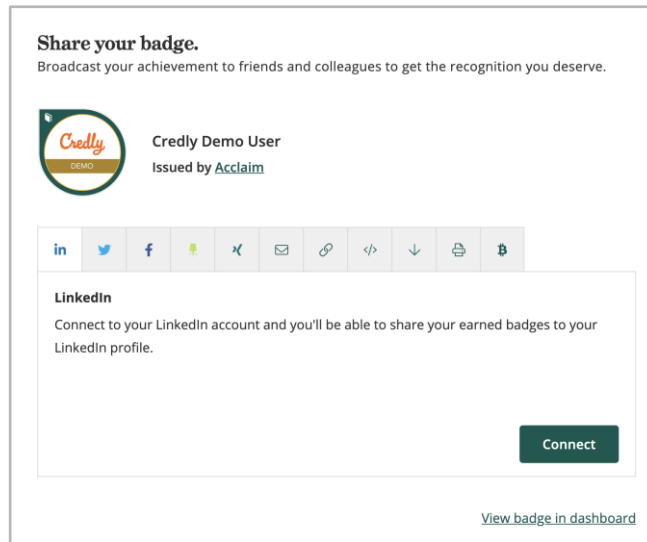 Share your badge.
Broadcast your achievement to friends and colleagues to get the recognition you deserve.
Credly
DEMO
Credly Demo User
Issued by Acclaim
in
f
</>
LinkedIn
Connect to your LinkedIn account and you'll be able to share your earned badges to your
LinkedIn profile.
Connect
View badge in dashboard